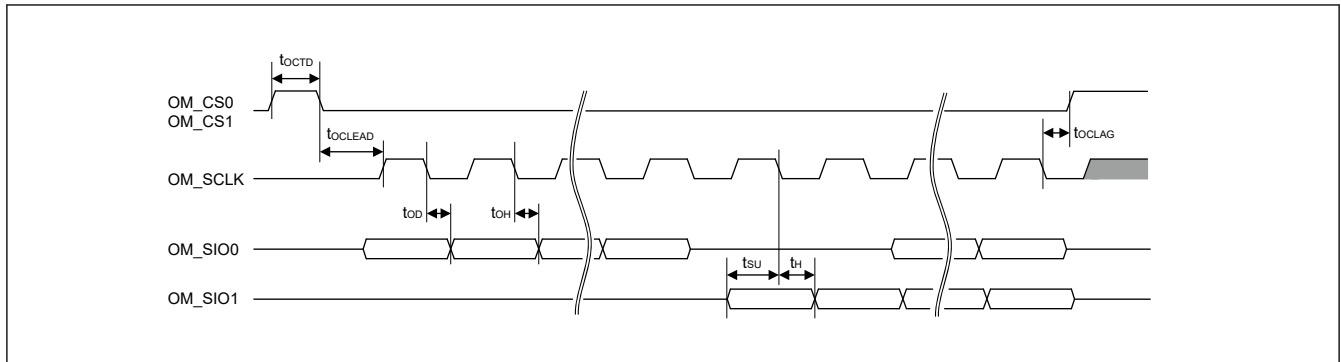 tOCTD
OM_CS0
OM_CS1
tOCLEAD
tOCLAG
OM_SCLK
tOD
tOH
OM_SIO0
tSU
tH
OM_SIO1